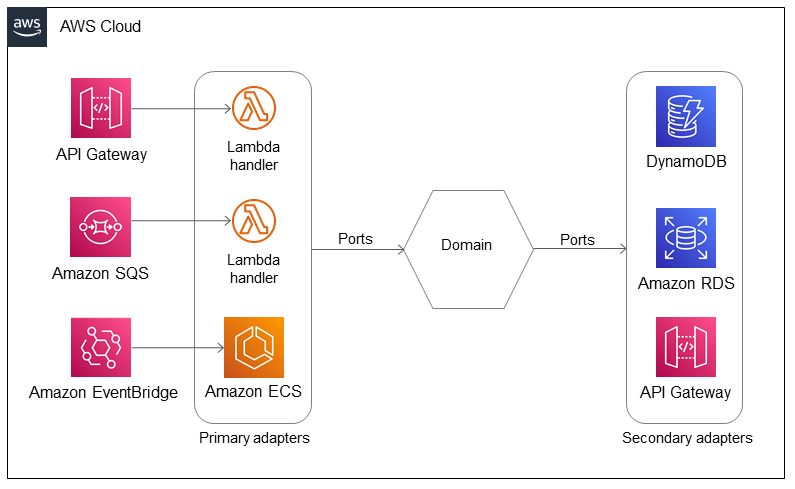 aws
AWS Cloud
API Gateway
Lambda
handler
DynamoDB
Amazon SQS
Lambda
handler
Ports
Domain
Ports
Amazon RDS
Amazon EventBridge
Amazon ECS
API Gateway
Primary adapters
Secondary adapters